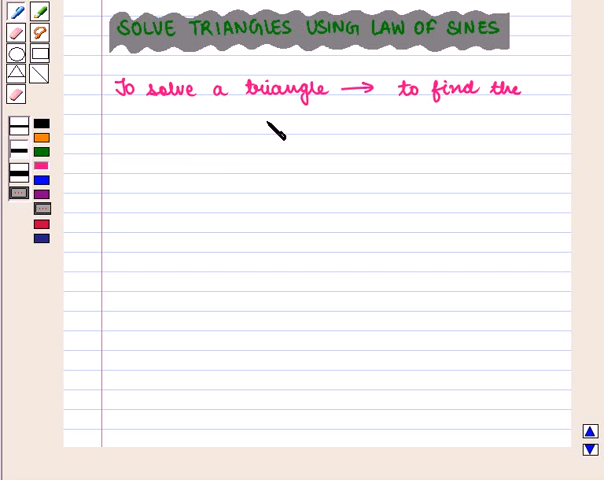 SOLVE TRIANGLES USING LAW OF SINES
To solve a triangle → to find the